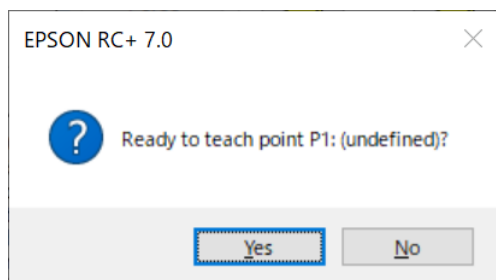 EPSON RC+ 7.0
Ready to teach point P1: (undefined)?
Yes
No